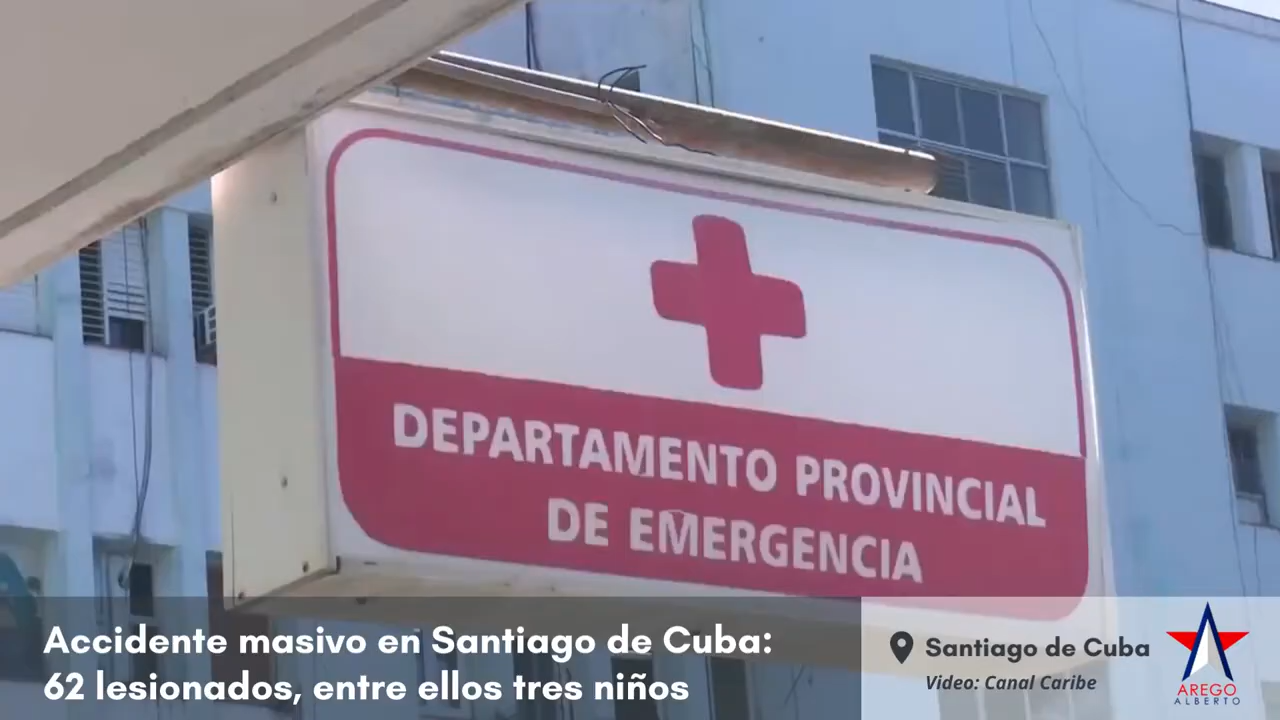 DEPARTAMENTO PROVINCIAL
DE EMERGENCIA
Accidente masivo en Santiago de Cuba:
62 lesionados, entre ellos tres niños
Santiago de Cuba
Video: Canal Caribe
AREGO
ALBERTO